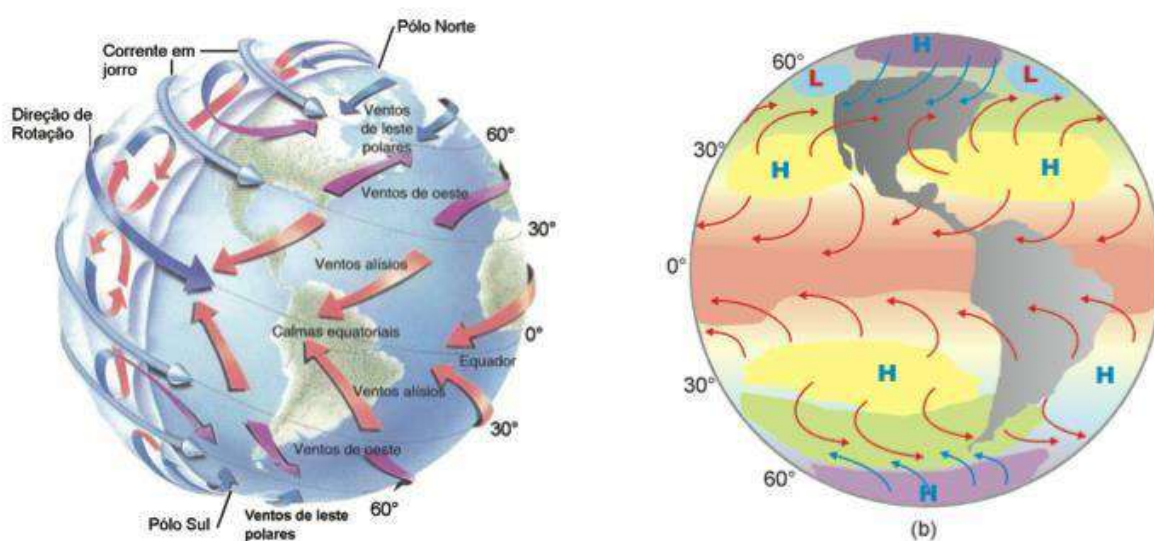 Pólo Norte
Corrente em
jorro
Direção de
Rotação
Ventos
de leste
polares
60°
Ventos de oeste
30°
Ventos alísios
Calmas equatoriais
0°
Equador
Ventos alísios
30°
Ventos de oeste
60°
Pólo Sul
Ventos de leste
polares
H
60°
L
L
30°
H
H
0°
H
H
30°
60°
H
(b)